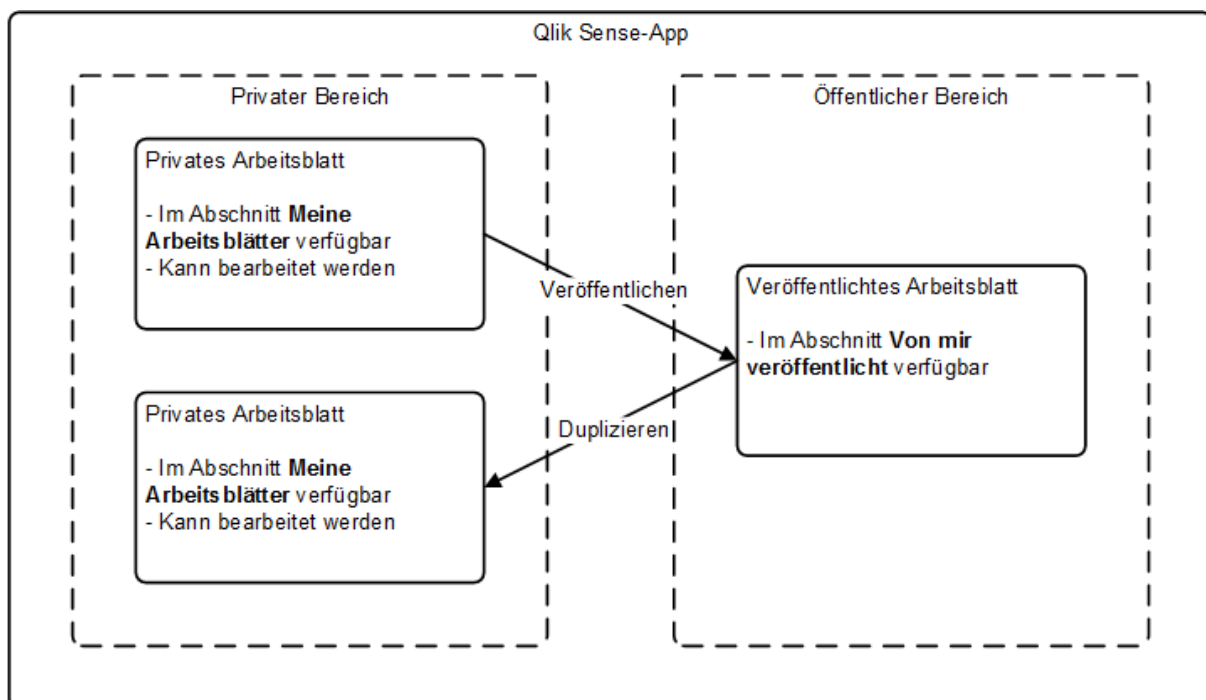 Qlik Sense-App
Privater Bereich
Privates Arbeitsblatt
- Im Abschnitt Meine
Arbeitsblätter verfügbar
- Kann bearbeitet werden
Veröffentlichen
Privates Arbeitsblatt
- Im Abschnitt Meine
Arbeitsblätter verfügbar
- Kann bearbeitet werden
Duplizieren
Öffentlicher Bereich
Veröffentlichtes Arbeitsblatt
- Im Abschnitt Von mir
veröffentlicht verfügbar